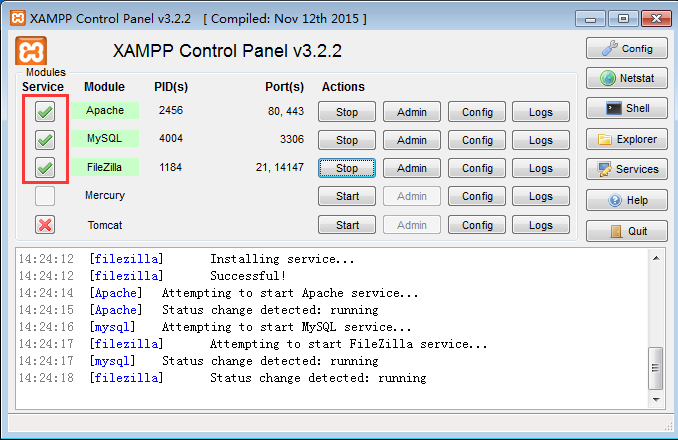 XAMPP Control Panel v3.2.2 [ Compiled: Nov 12th 2015 ]
XAMPP Control Panel v3.2.2
Config
Modules
Service Module PID(s) Port(s) Actions
Netstat
Apache 2456 80, 443 Stop Admin Config Logs
Shell
MySQL 4004 3306 Stop Admin Config Logs
Explorer
FileZilla 1184 21, 14147 Stop Admin Config Logs
Services
Mercury Start Admin Config Logs
Help
Tomcat Start Admin Config Logs
Quit
14:24:12 [filezilla] Installing service...
14:24:12 [filezilla] Successful!
14:24:14 [Apache] Attempting to start Apache service...
14:24:15 [Apache] Status change detected: running
14:24:16 [mysql] Attempting to start MySQL service...
14:24:17 [filezilla] Attempting to start FileZilla service...
14:24:17 [mysql] Status change detected: running
14:24:18 [filezilla] Status change detected: running